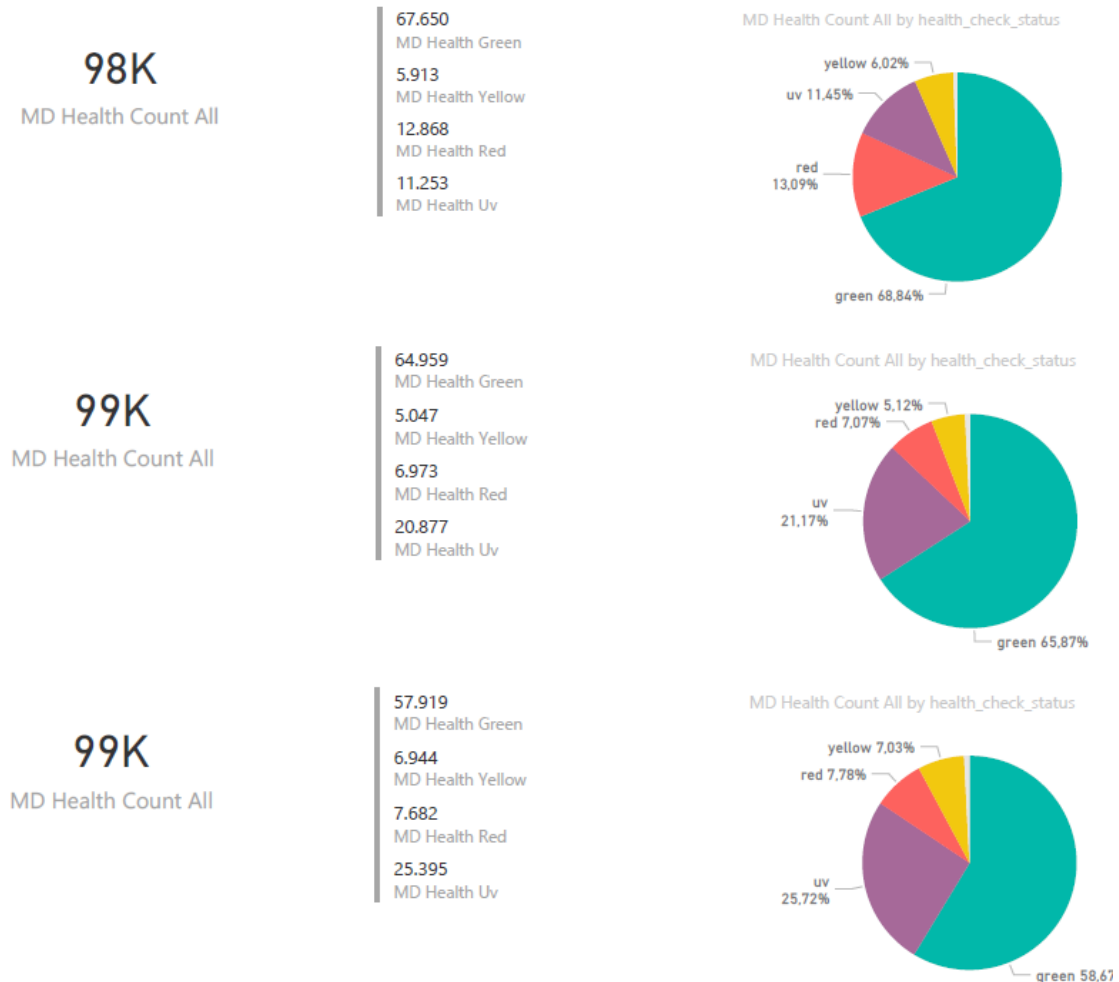 98K
MD Health Count All
67.650
MD Health Green
5.913
MD Health Yellow
12.868
MD Health Red
11.253
MD Health Uv
MD Health Count All by health_check_status
yellow 6,02%
uv 11,45%
red
13,09%
green 68,84%
99K
MD Health Count All
64.959
MD Health Green
5.047
MD Health Yellow
6.973
MD Health Red
20.877
MD Health Uv
MD Health Count All by health_check_status
yellow 5,12%
red 7,07%
uv
21,17%
green 65,87%
99K
MD Health Count All
57.919
MD Health Green
6.944
MD Health Yellow
7.682
MD Health Red
25.395
MD Health Uv
MD Health Count All by health_check_status
yellow 7,03%
red 7,78%
uv
25,72%
green 58,67